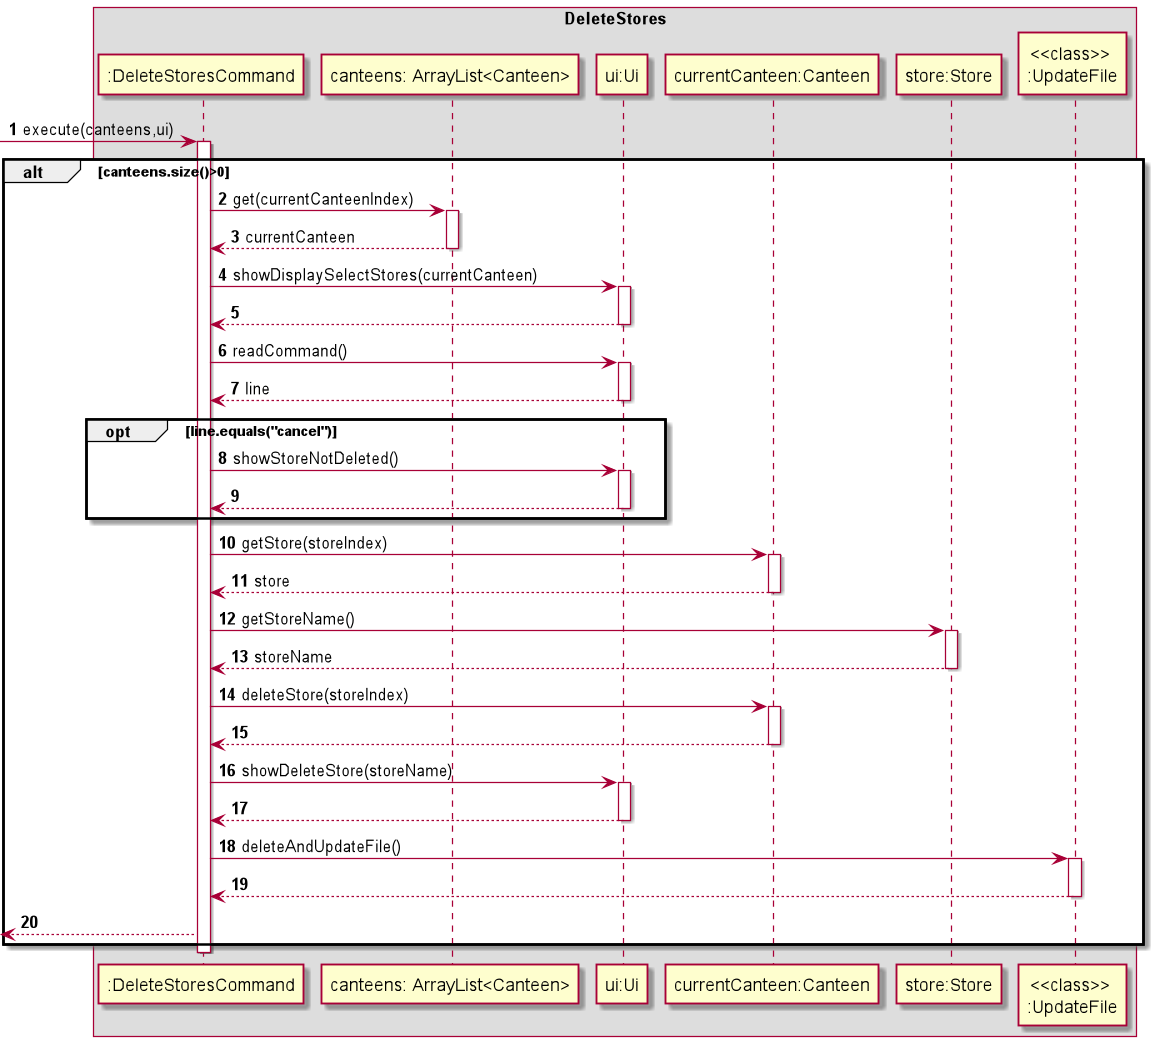 DeleteStores
:DeleteStoresCommand
canteens: ArrayList<Canteen>
ui:Ui
currentCanteen:Canteen
store:Store
<<class>>
:UpdateFile
1 execute(canteens,ui)
alt [canteens.size()>0]
2 get(currentCanteenIndex)
3 currentCanteen
4 showDisplaySelectStores(currentCanteen)
5
6 readCommand()
7 line
opt [line.equals("cancel")]
8 showStoreNotDeleted()
9
10 getStore(storeIndex)
11 store
12 getStoreName()
13 storeName
14 deleteStore(storeIndex)
15
16 showDeleteStore(storeName)
17
18 deleteAndUpdateFile()
19
20
:DeleteStoresCommand
canteens: ArrayList<Canteen>
ui:Ui
currentCanteen:Canteen
store:Store
<<class>>
:UpdateFile